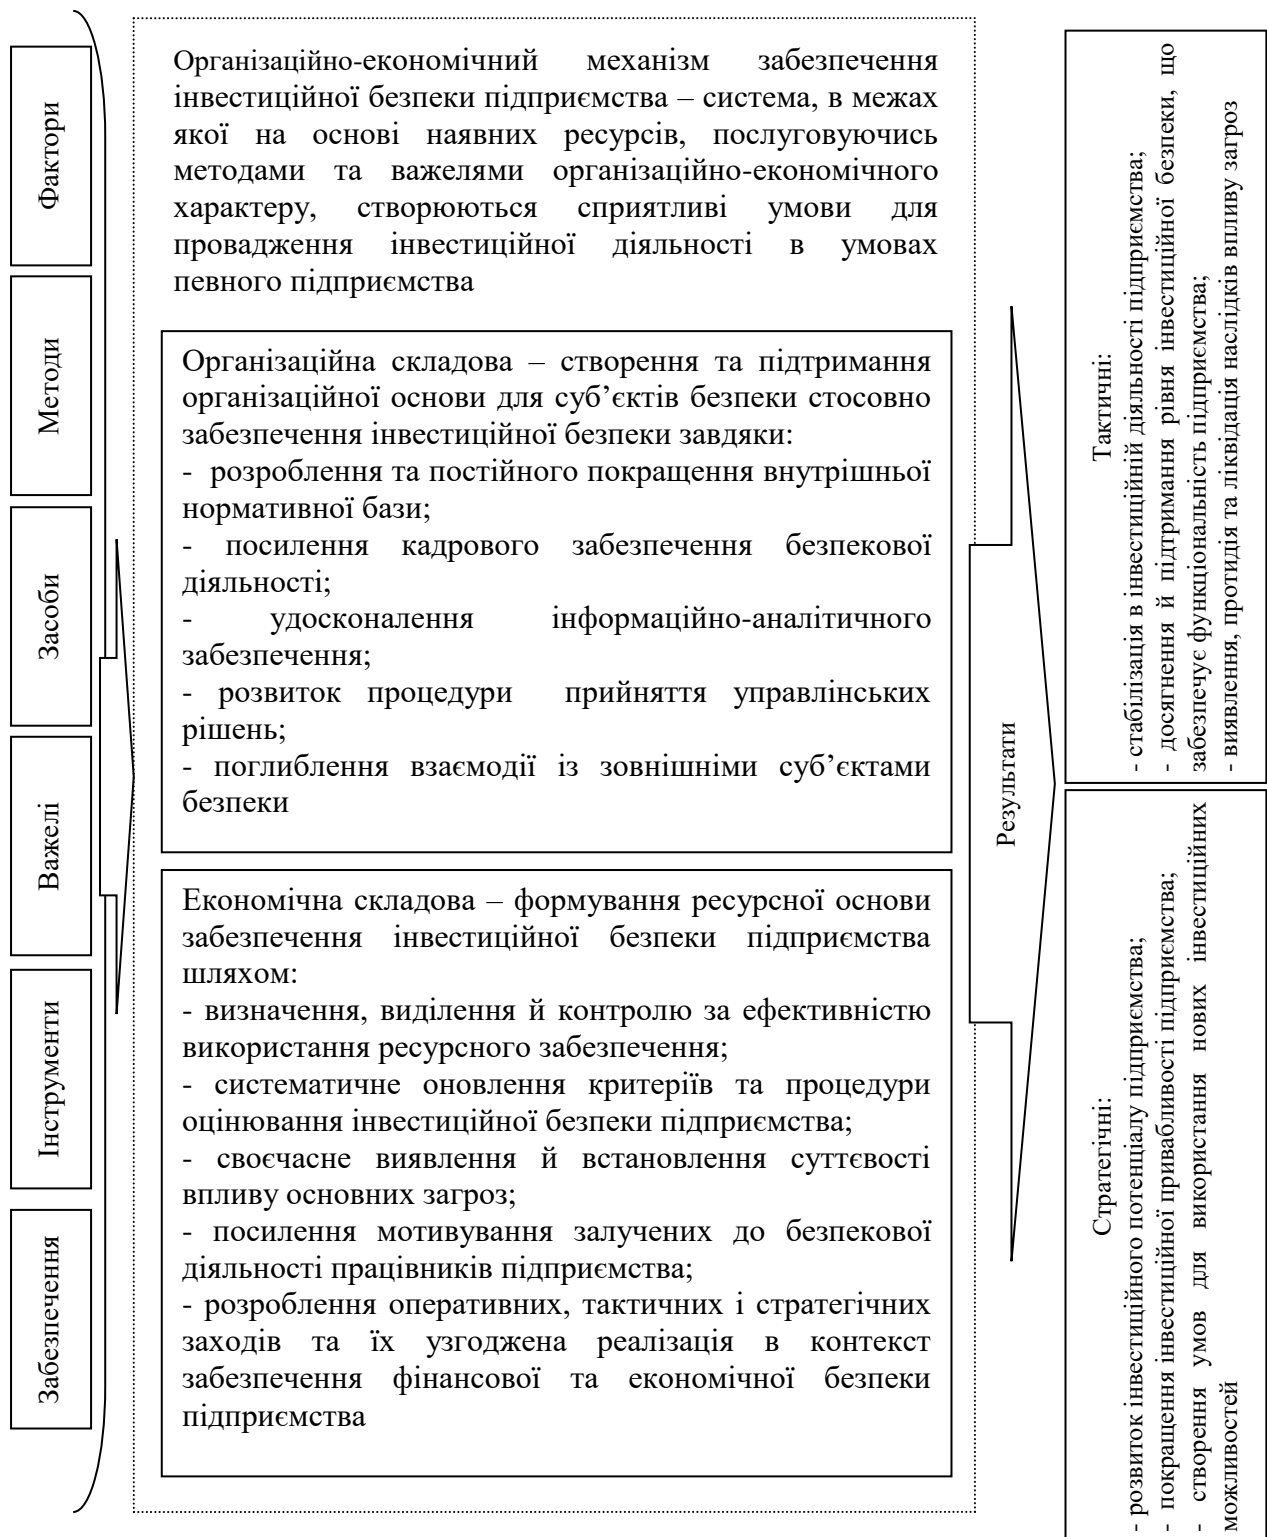 Фактори
Методи
Засоби
Важелі
Інструменти
Забезпечення
Організаційно-економічний механізм забезпечення
інвестиційної безпеки підприємства – система, в межах
якої на основі наявних ресурсів, послуговуючись
методами та важелями організаційно-економічного
характеру, створюються сприятливі умови для
провадження інвестиційної діяльності в умовах
певного підприємства
Організаційна складова – створення та підтримання
організаційної основи для суб’єктів безпеки стосовно
забезпечення інвестиційної безпеки завдяки:
- розроблення та постійного покращення внутрішньої
нормативної бази;
- посилення кадрового забезпечення безпекової
діяльності;
- удосконалення інформаційно-аналітичного
забезпечення;
- розвиток процедури прийняття управлінських
рішень;
- поглиблення взаємодії із зовнішніми суб’єктами
безпеки
Економічна складова – формування ресурсної основи
забезпечення інвестиційної безпеки підприємства
шляхом:
- визначення, виділення й контролю за ефективністю
використання ресурсного забезпечення;
- систематичне оновлення критеріїв та процедури
оцінювання інвестиційної безпеки підприємства;
- своєчасне виявлення й встановлення суттєвості
впливу основних загроз;
- посилення мотивування залучених до безпекової
діяльності працівників підприємства;
- розроблення оперативних, тактичних і стратегічних
заходів та їх узгоджена реалізація в контекст
забезпечення фінансової та економічної безпеки
підприємства
Результати
Тактичні:
- стабілізація в інвестиційній діяльності підприємства;
- досягнення й підтримання рівня інвестиційної безпеки, що
забезпечує функціональність підприємства;
- виявлення, протидія та ліквідація наслідків впливу загроз
Стратегічні:
- розвиток інвестиційного потенціалу підприємства;
- покращення інвестиційної привабливості підприємства;
- створення умов для використання нових інвестиційних
можливостей